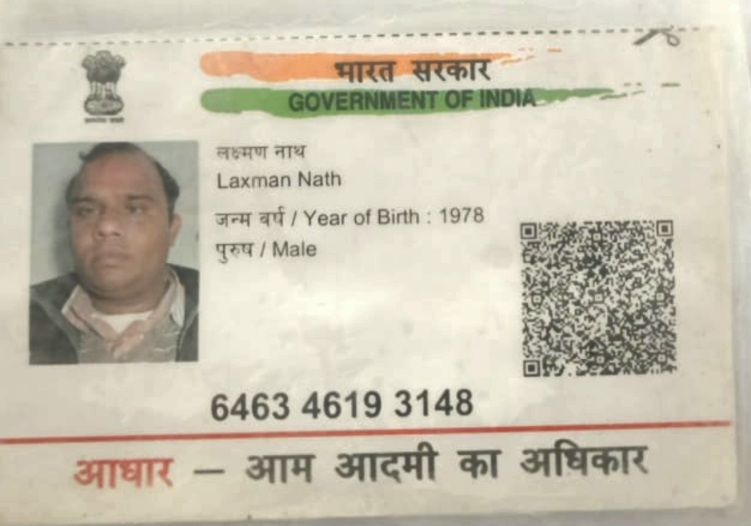 भारत सरकार
GOVERNMENT OF INDIA
लक्ष्मण नाथ
Laxman Nath
जन्म वर्ष / Year of Birth : 1978
पुरुष / Male
6463 4619 3148
आधार – आम आदमी का अधिकार